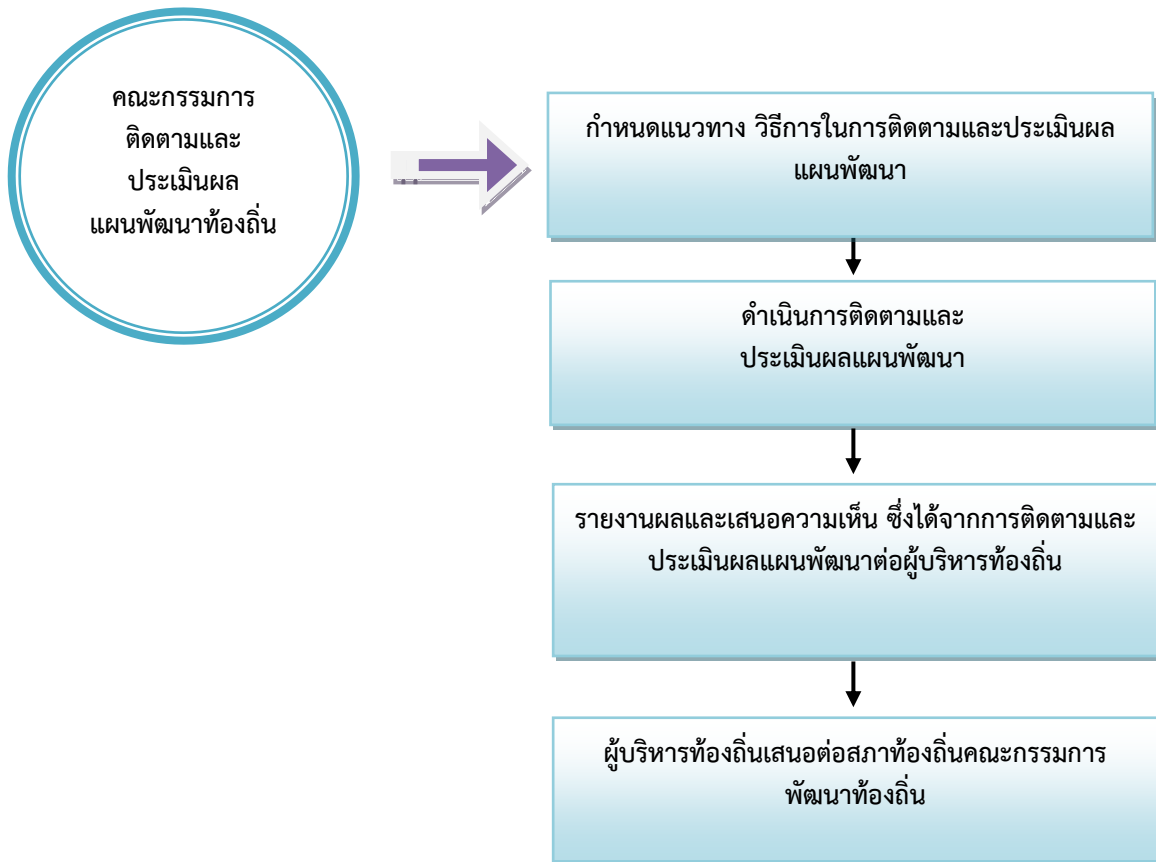 คณะกรรมการ
ติดตามและ
ประเมินผล
แผนพัฒนาท้องถิ่น
กำหนดแนวทาง วิธีการในการติดตามและประเมินผล
แผนพัฒนา
ดำเนินการติดตามและ
ประเมินผลแผนพัฒนา
รายงานผลและเสนอความเห็น ซึ่งได้จากการติดตามและ
ประเมินผลแผนพัฒนาต่อผู้บริหารท้องถิ่น
ผู้บริหารท้องถิ่นเสนอต่อสภาท้องถิ่นคณะกรรมการ
พัฒนาท้องถิ่น